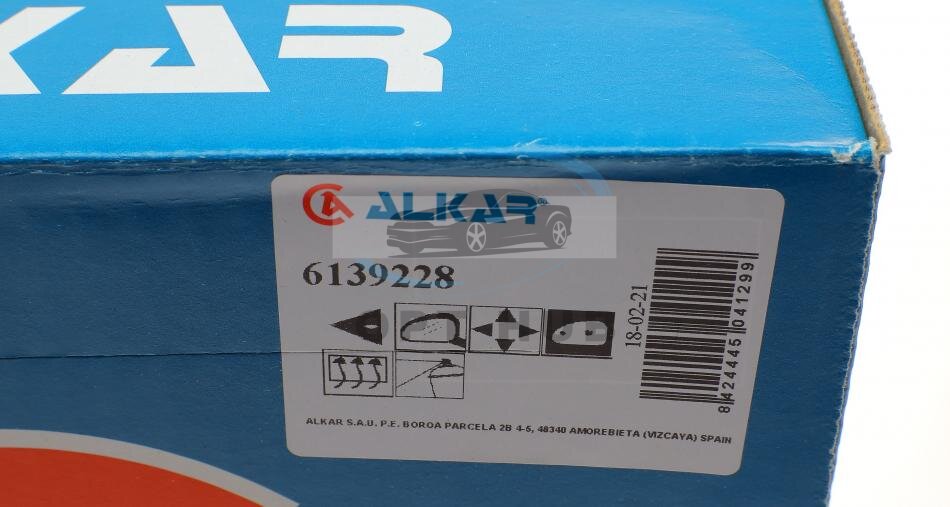 KAR
ALKAR
6139228
18-02-21
8424445041299
ALKAR S.A.U. P.E. BOROA PARCELA 2B 4-5, 48340 AMOREBIETA (VIZCAYA) SPAIN